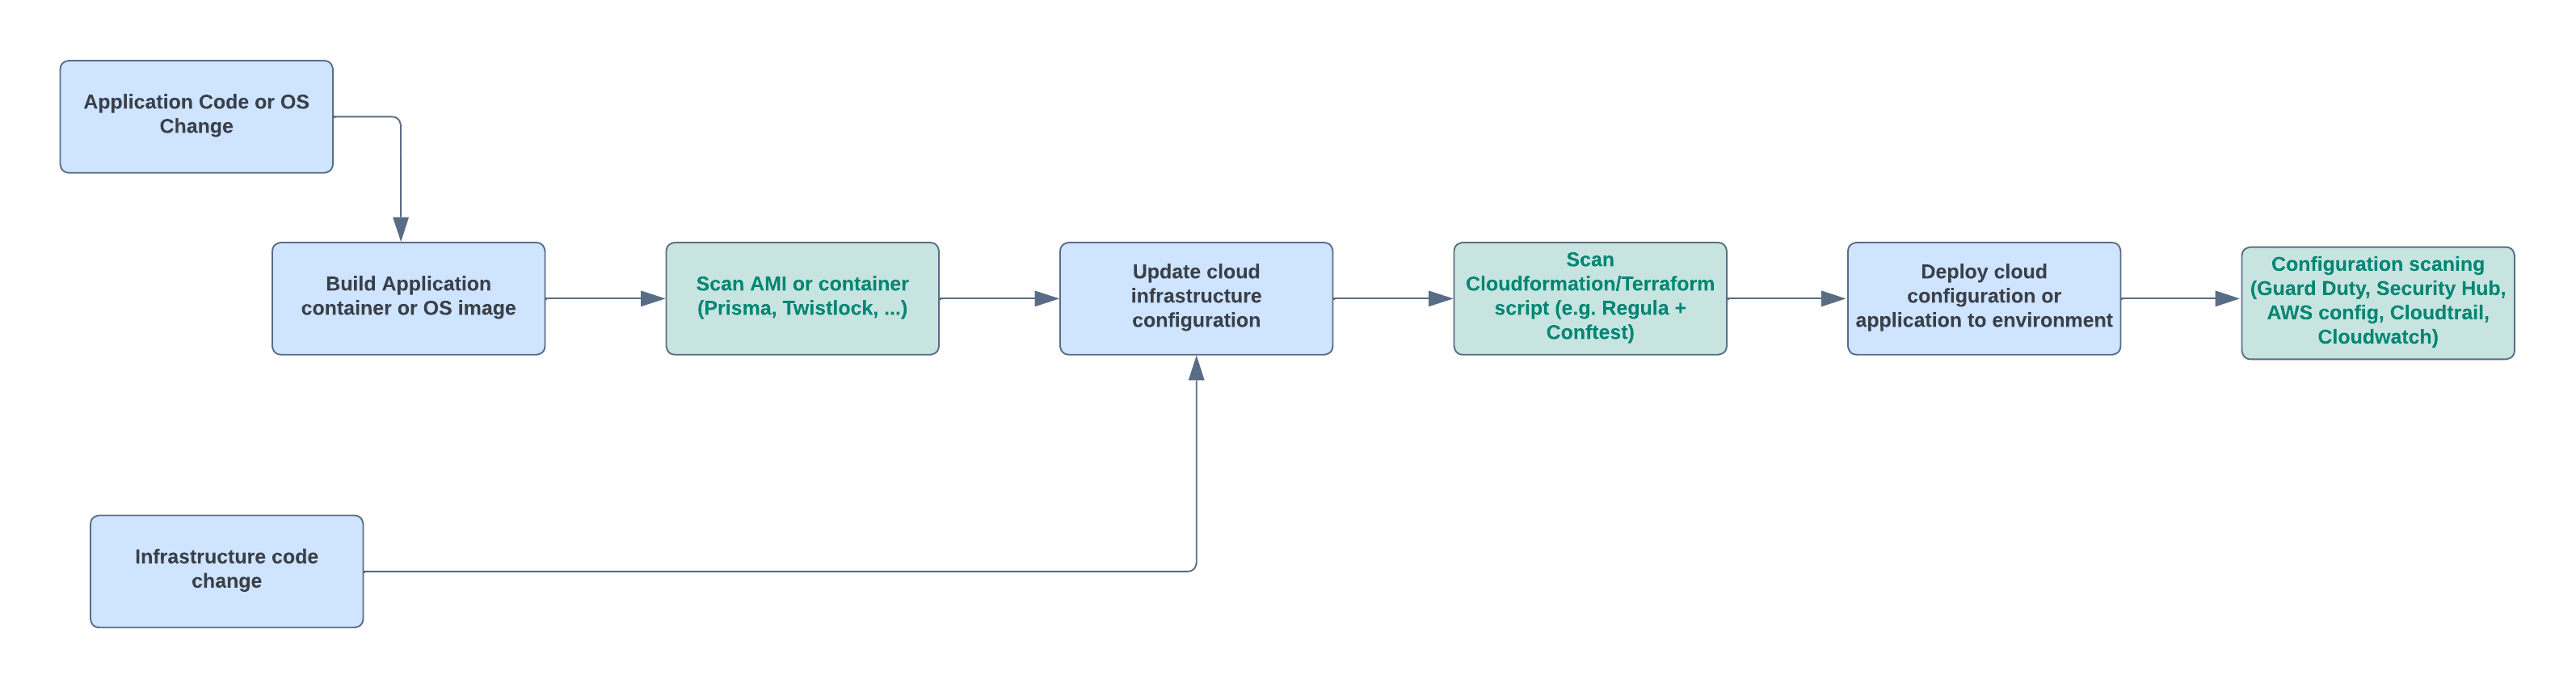 Application Code or OS
Change
Build Application
container or OS image
Scan AMI or container
(Prisma, Twistlock, ...)
Update cloud
infrastructure
configuration
Scan
Cloudformation/Terraform
script (e.g. Regula +
Conftest)
Deploy cloud
configuration or
application to environment
Configuration scaning
(Guard Duty, Security Hub,
AWS config, Cloudtrail,
Cloudwatch)
Infrastructure code
change